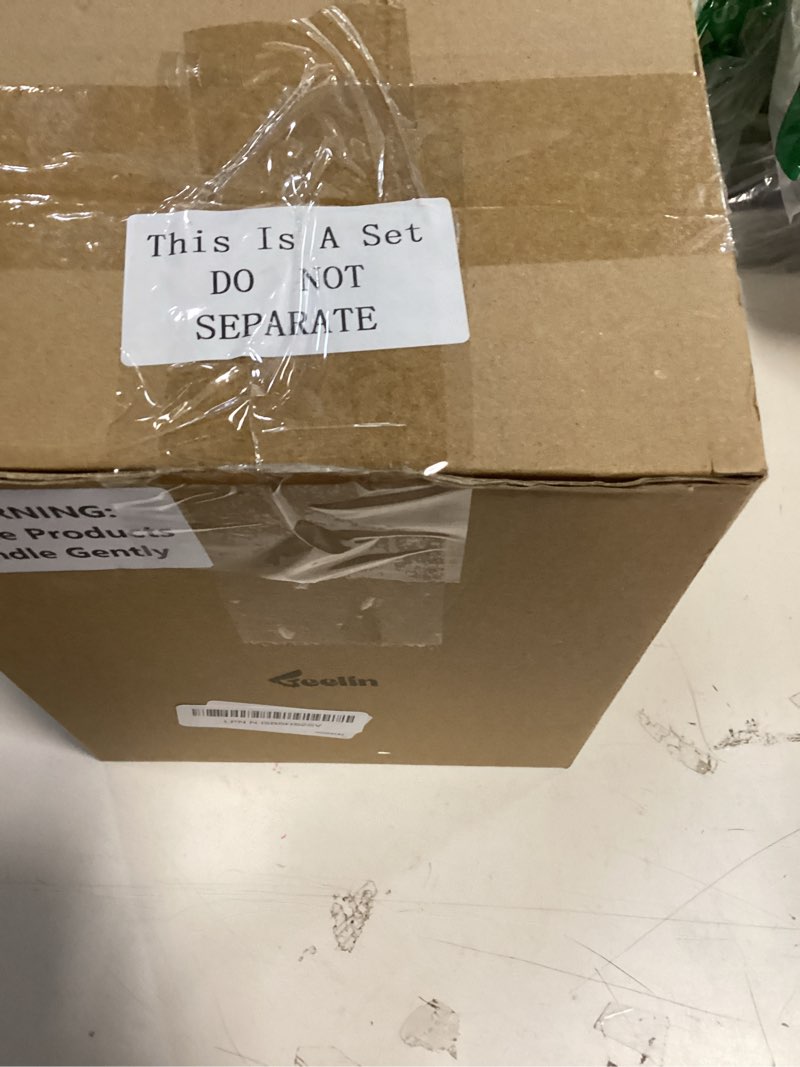 This Is A Set
DO NOT
SEPARATE
RNING:
e Products
ndle Gently
Geelin